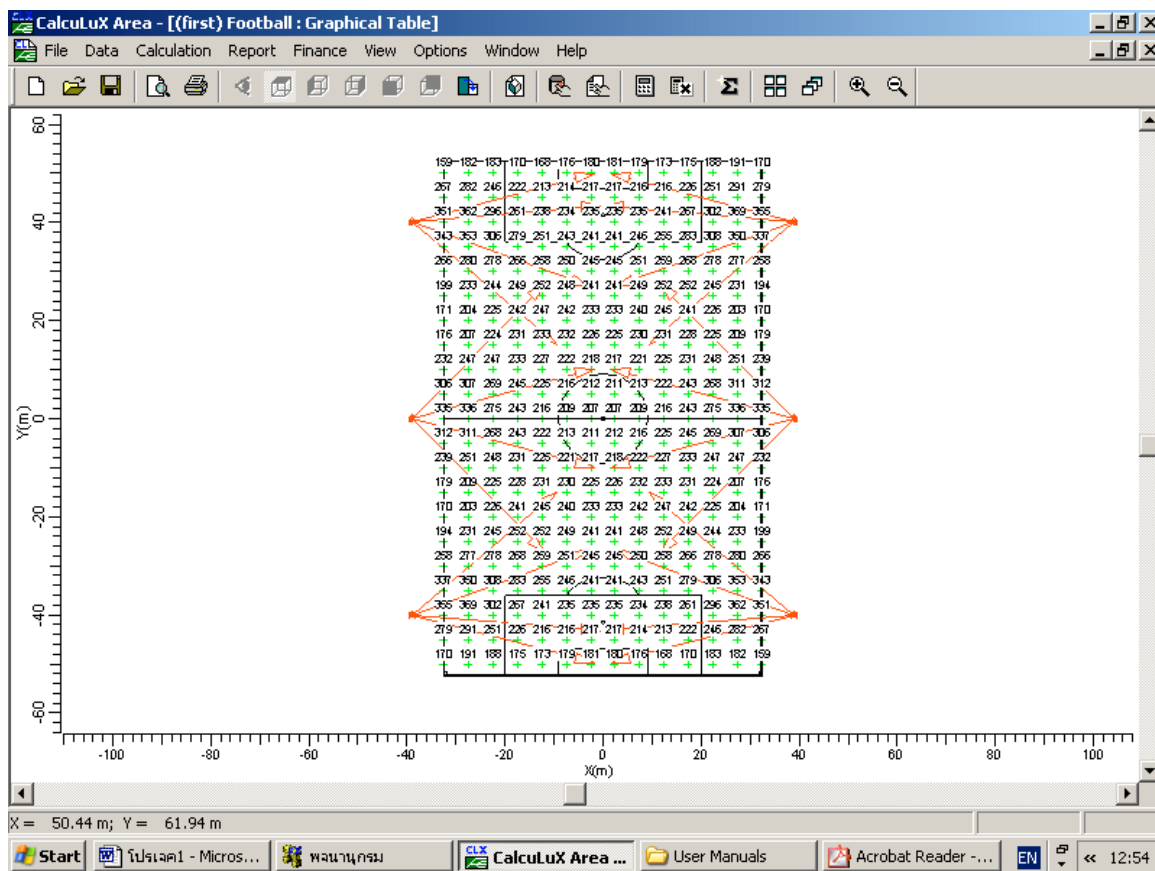 CalcuLuX Area - [(first) Football : Graphical Table]
File Data Calculation Report Finance View Options Window Help
60
159 182 183 170 168 176 180 181 179 173 175 188 191 170
267 282 246 222 213 214 217 217 216 216 226 251 291 279
351 362 296 261 238 234 235 235 235 241 267 302 369 355
40
343 353 306 279 251 243 241 241 246 255 283 308 350 337
266 280 278 266 258 250 245 245 251 259 268 278 277 258
199 233 244 249 252 248 241 241 249 252 252 245 231 194
171 204 225 242 247 242 233 233 240 245 241 226 203 170
20
176 207 224 231 233 232 226 225 230 231 228 225 209 179
232 247 247 233 227 222 218 217 221 225 231 248 251 239
306 307 269 245 225 216 212 211 213 222 243 268 311 312
335 336 275 243 216 209 207 207 209 216 243 275 336 335
0
Y(m)
312 311 268 243 222 213 211 212 216 225 245 269 307 306
239 251 248 231 225 221 217 218 222 227 233 247 247 232
179 209 225 228 231 230 225 226 232 233 231 224 207 176
170 203 226 241 245 240 233 233 242 247 242 225 204 171
-20
194 231 245 252 252 249 241 241 248 252 249 244 233 199
258 277 278 268 259 251 245 245 250 258 266 278 280 266
337 350 308 283 255 246 241 241 243 251 279 306 353 343
355 369 302 267 241 235 235 235 234 238 261 296 362 351
-40
279 291 251 226 216 216 217 217 214 213 222 246 282 267
170 191 188 175 173 179 181 180 176 168 170 183 182 159
-60
-100 -80 -60 -40 -20 0 20 40 60 80 100
X(m)
X = 50.44 m; Y = 61.94 m
Start โปรเจค1 - Micros... พจนานุกรม CLX CalcuLuX Area ... User Manuals Acrobat Reader -... EN « 12:54